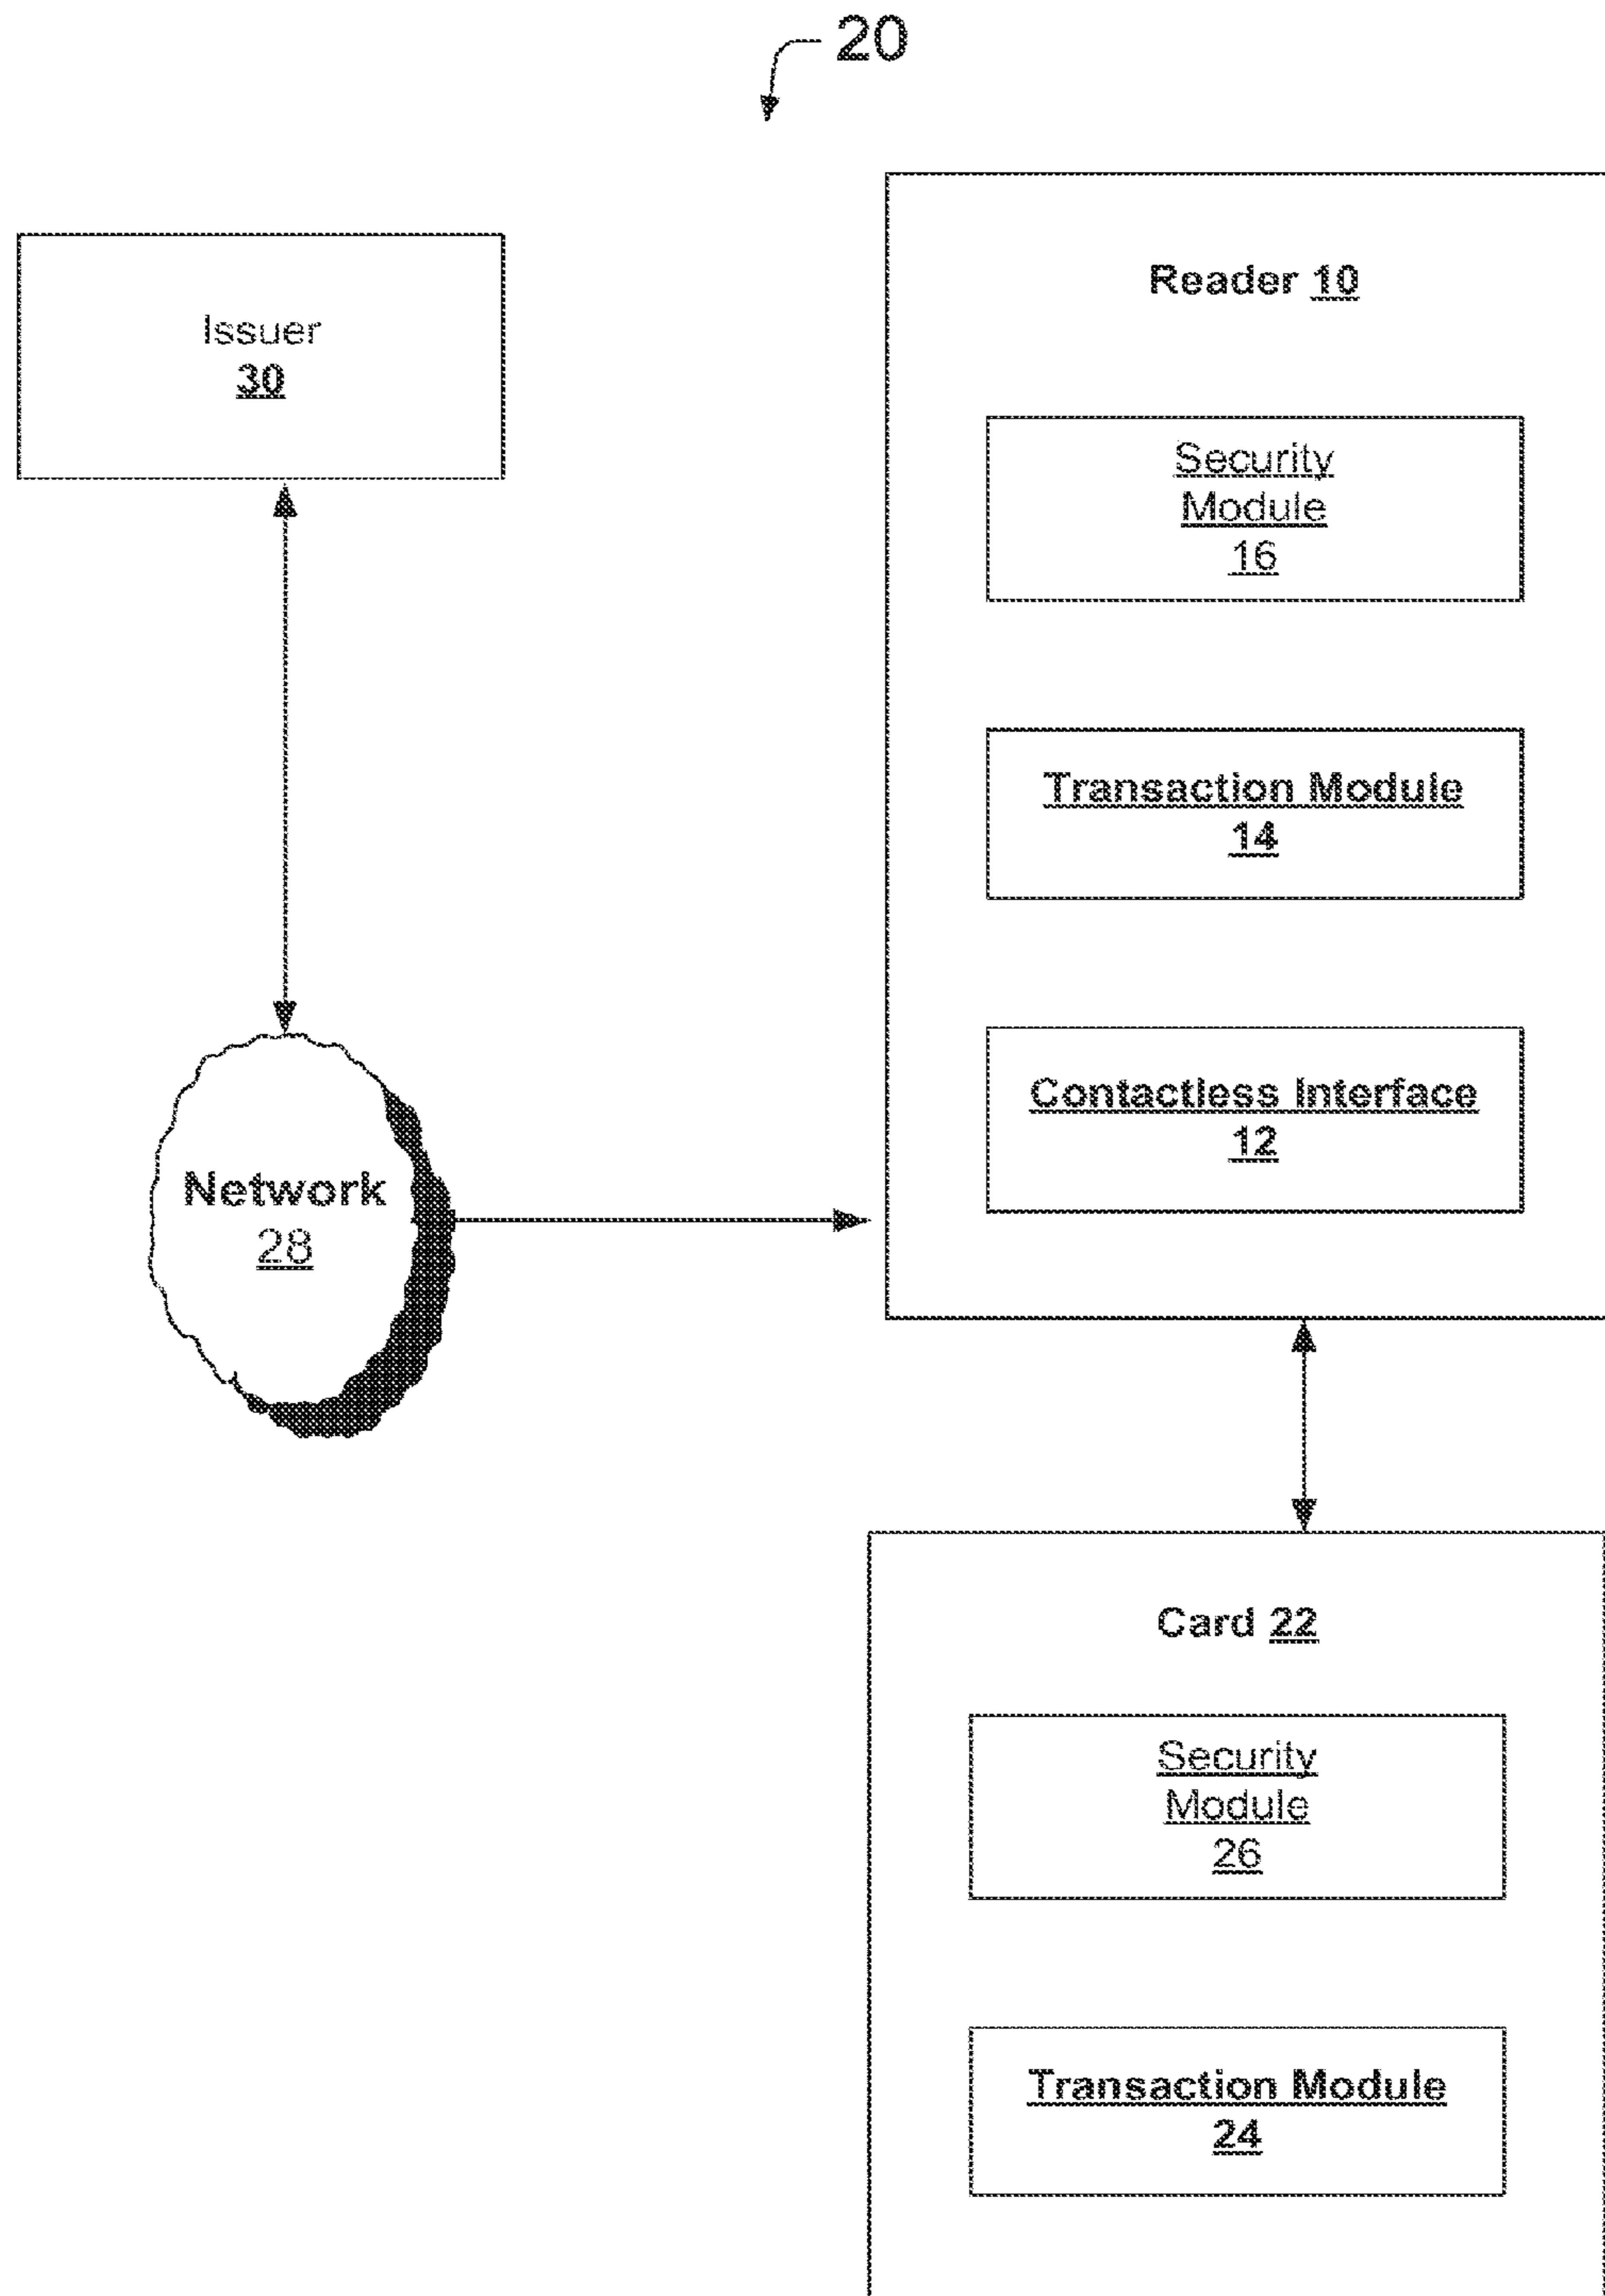 20
Issuer
30
Reader 10
Security
Module
16
Transaction Module
14
Contactless Interface
12
Network
28
Card 22
Security
Module
26
Transaction Module
24